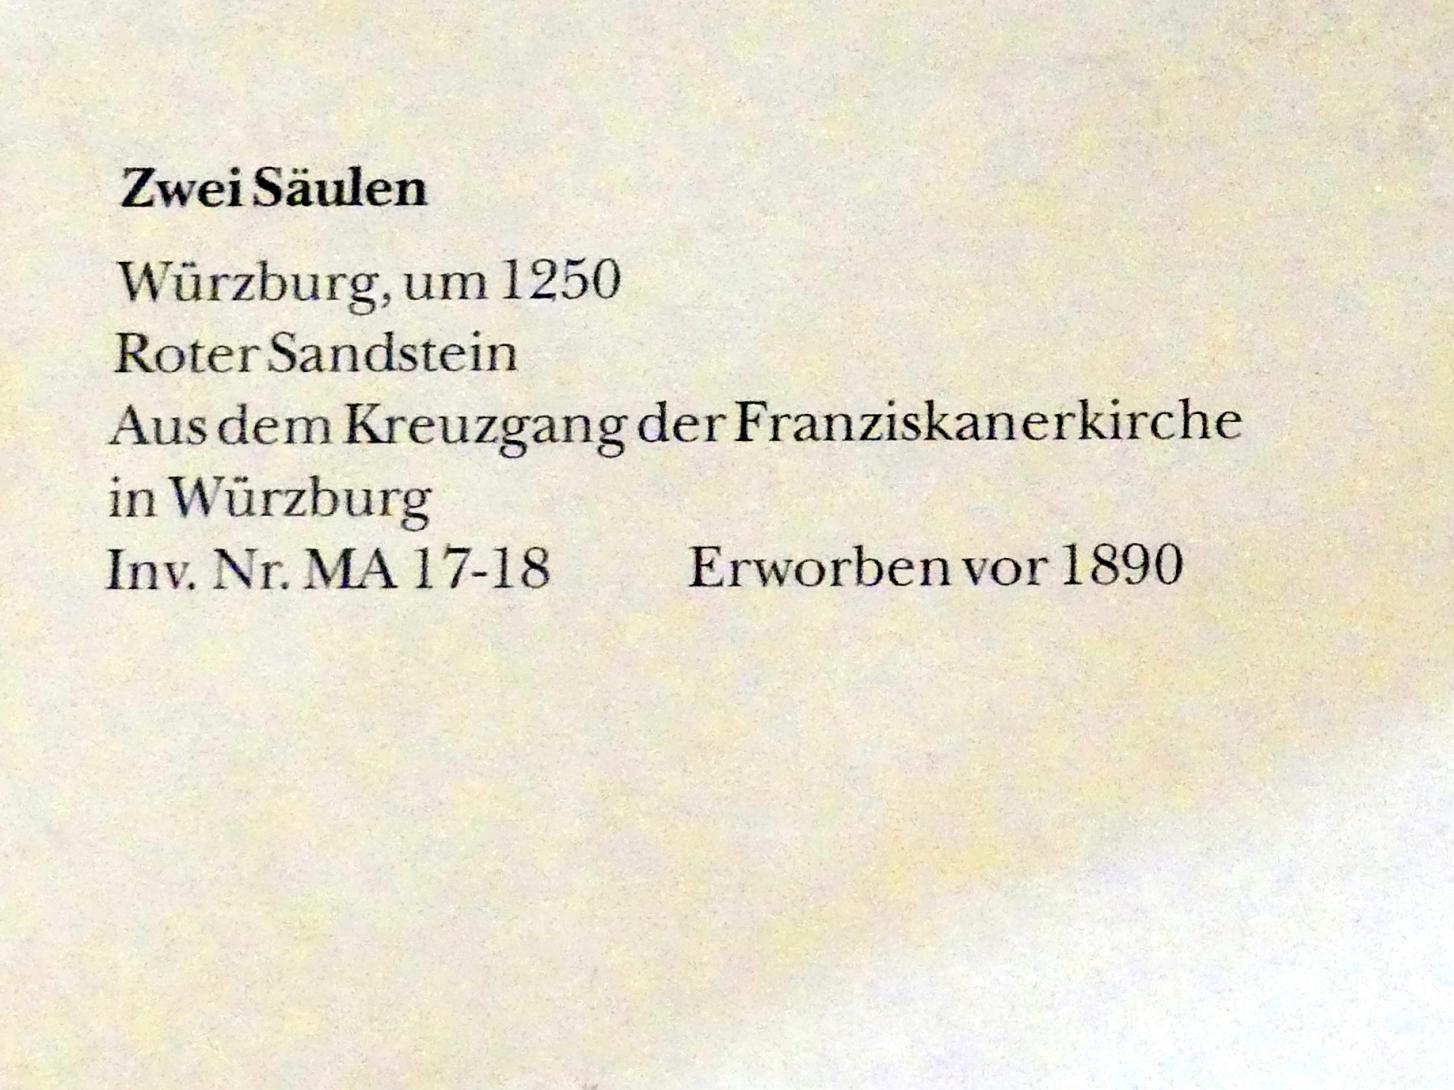 Zwei Säulen
Würzburg, um 1250
Roter Sandstein
Aus dem Kreuzgang der Franziskanerkirche
in Würzburg
Inv. Nr. MA 17-18 Erworben vor 1890